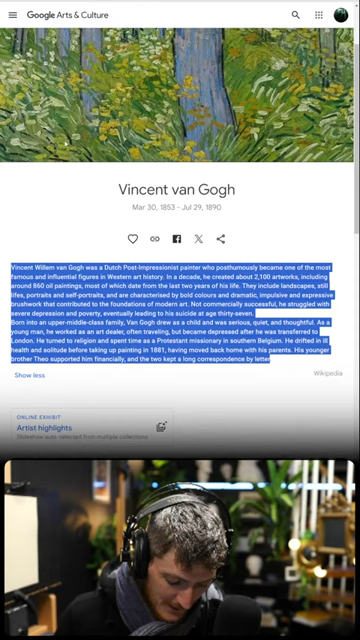 Google Arts & Culture
Vincent van Gogh
Mar 30, 1853 - Jul 29, 1890
Vincent Willem van Gogh was a Dutch Post-Impressionist painter who posthumously became one of the most
famous and influential figures in Western art history. In a decade, he created about 2,100 artworks, including
around 860 oil paintings, most of which date from the last two years of his life. They include landscapes, still
lifes, portraits and self-portraits, and are characterised by bold colours and dramatic, impulsive and expressive
brushwork that contributed to the foundations of modern art. Not commercially successful, he struggled with
severe depression and poverty, eventually leading to his suicide at age thirty-seven.
Born into an upper-middle-class family, Van Gogh drew as a child and was serious, quiet, and thoughtful. As a
young man, he worked as an art dealer, often traveling, but became depressed after he was transferred to
London. He turned to religion and spent time as a Protestant missionary in southern Belgium. He drifted in ill
health and solitude before taking up painting in 1881, having moved back home with his parents. His younger
brother Theo supported him financially, and the two kept a long correspondence by letter
Show less
Wikipedia
ONLINE EXHIBIT
Artist highlights
Slideshow auto-selected from multiple collections